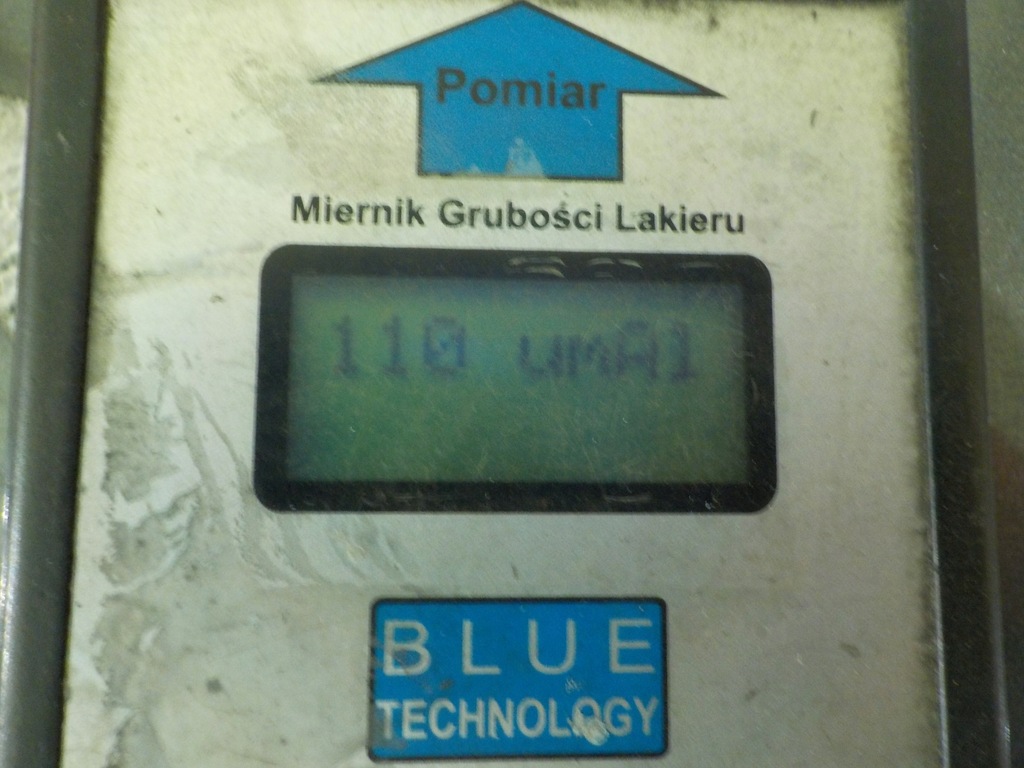 Pomiar
Miernik Grubości Lakieru
110 umAl
BLUE
TECHNOLOGY